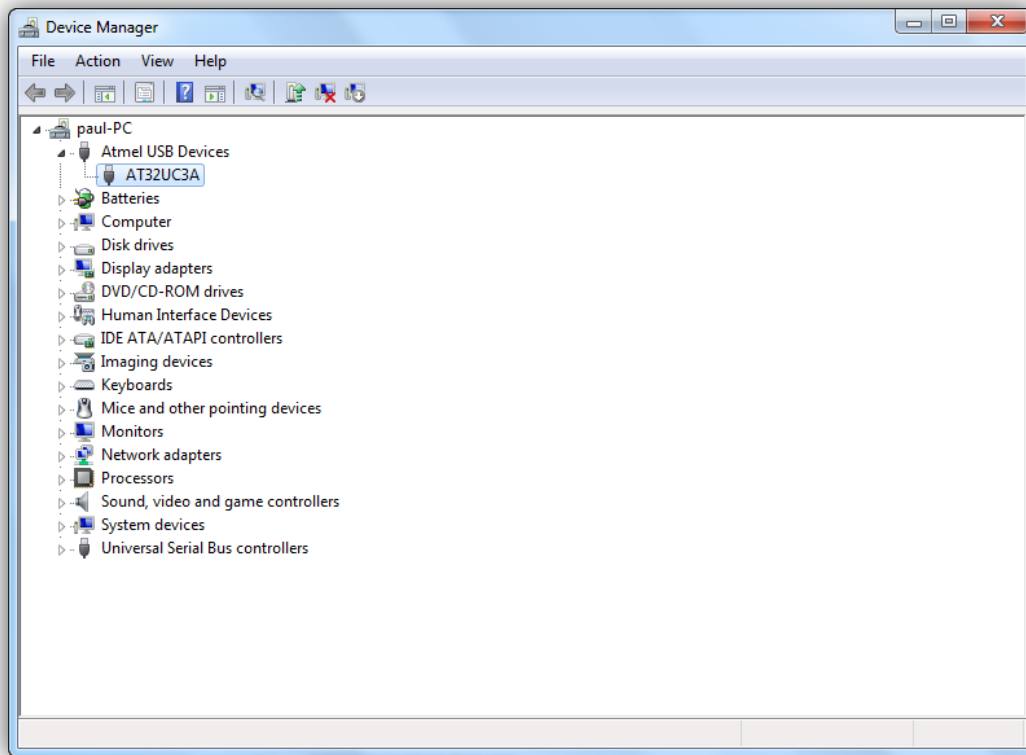 Device Manager
File Action View Help
paul-PC
Atmel USB Devices
AT32UC3A
Batteries
Computer
Disk drives
Display adapters
DVD/CD-ROM drives
Human Interface Devices
IDE ATA/ATAPI controllers
Imaging devices
Keyboards
Mice and other pointing devices
Monitors
Network adapters
Processors
Sound, video and game controllers
System devices
Universal Serial Bus controllers